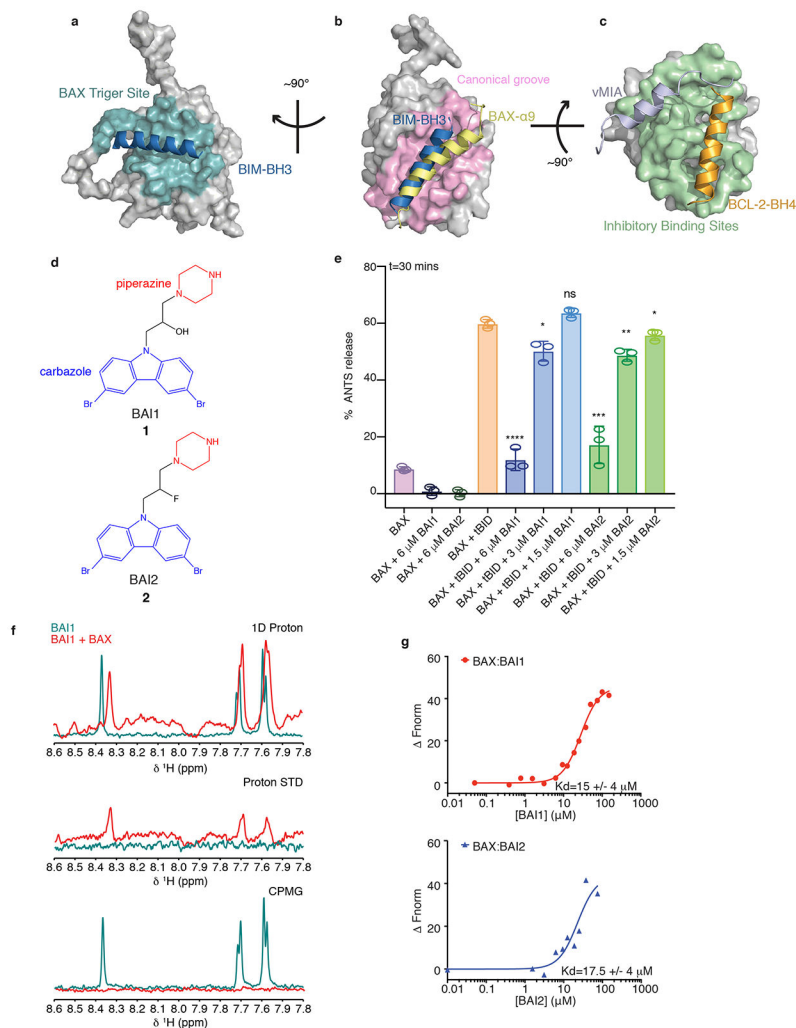 a
BAX Triger Site
BIM-BH3
~90°
b
Canonical groove
BIM-BH3
BAX-α9
~90°
c
vMIA
BCL-2-BH4
Inhibitory Binding Sites
d
piperazine
NH
N
OH
N
carbazole
Br
Br
BAI1
1
NH
N
F
N
Br
Br
BAI2
2
e
t=30 mins
% ANTS release
80
60
40
20
0
****
*
ns
***
**
*
BAX
BAX + 6 μM BAI1
BAX + 6 μM BAI2
BAX + tBID
BAX + tBID + 6 μM BAI1
BAX + tBID + 3 μM BAI1
BAX + tBID + 1.5 μM BAI1
BAX + tBID + 6 μM BAI2
BAX + tBID + 3 μM BAI2
BAX + tBID + 1.5 μM BAI2
f
BAI1
BAI1 + BAX
1D Proton
8.6 8.5 8.4 8.3 8.2 8.1 8.0 7.9 7.8 7.7 7.6 7.8
δ ¹H (ppm)
Proton STD
8.6 8.5 8.4 8.3 8.2 8.1 8.0 7.9 7.8 7.7 7.6 7.8
δ ¹H (ppm)
CPMG
8.6 8.5 8.4 8.3 8.2 8.1 8.0 7.9 7.8 7.7 7.6 7.8
δ ¹H (ppm)
g
BAX:BAI1
Δ Fnorm
60
40
20
0
Kd=15 +/- 4 μM
0.01 0.1 1 10 100 1000
[BAI1] (μM)
BAX:BAI2
Δ Fnorm
60
40
20
0
Kd=17.5 +/- 4 μM
0.01 0.1 1 10 100 1000
[BAI2] (μM)